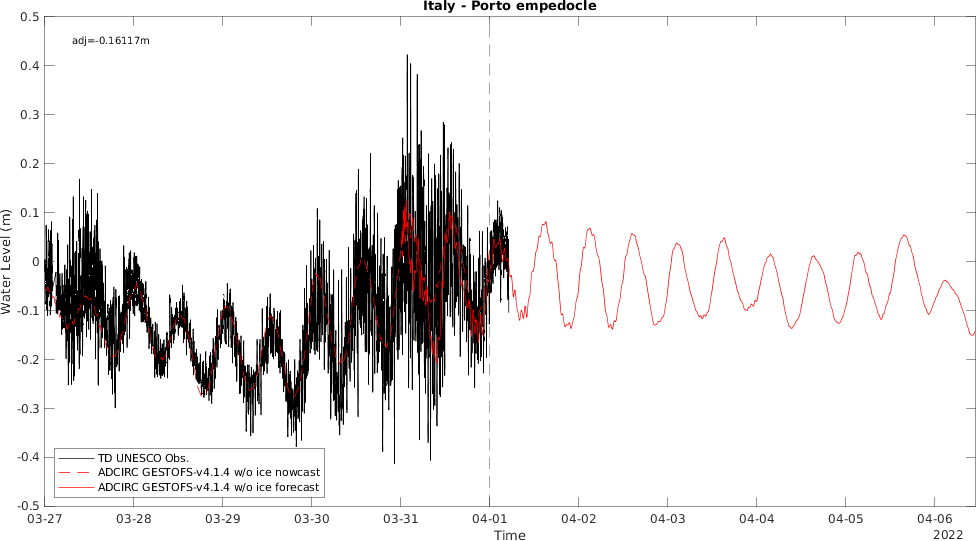 Italy - Porto empedocle
adj=-0.16117m
0.5
0.4
0.3
0.2
0.1
0
-0.1
-0.2
-0.3
-0.4
-0.5
Water Level (m)
TD UNESCO Obs.
ADCIRC GESTOFS-v4.1.4 w/o ice nowcast
ADCIRC GESTOFS-v4.1.4 w/o ice forecast
03-27 03-28 03-29 03-30 03-31 04-01 04-02 04-03 04-04 04-05 04-06
Time
2022